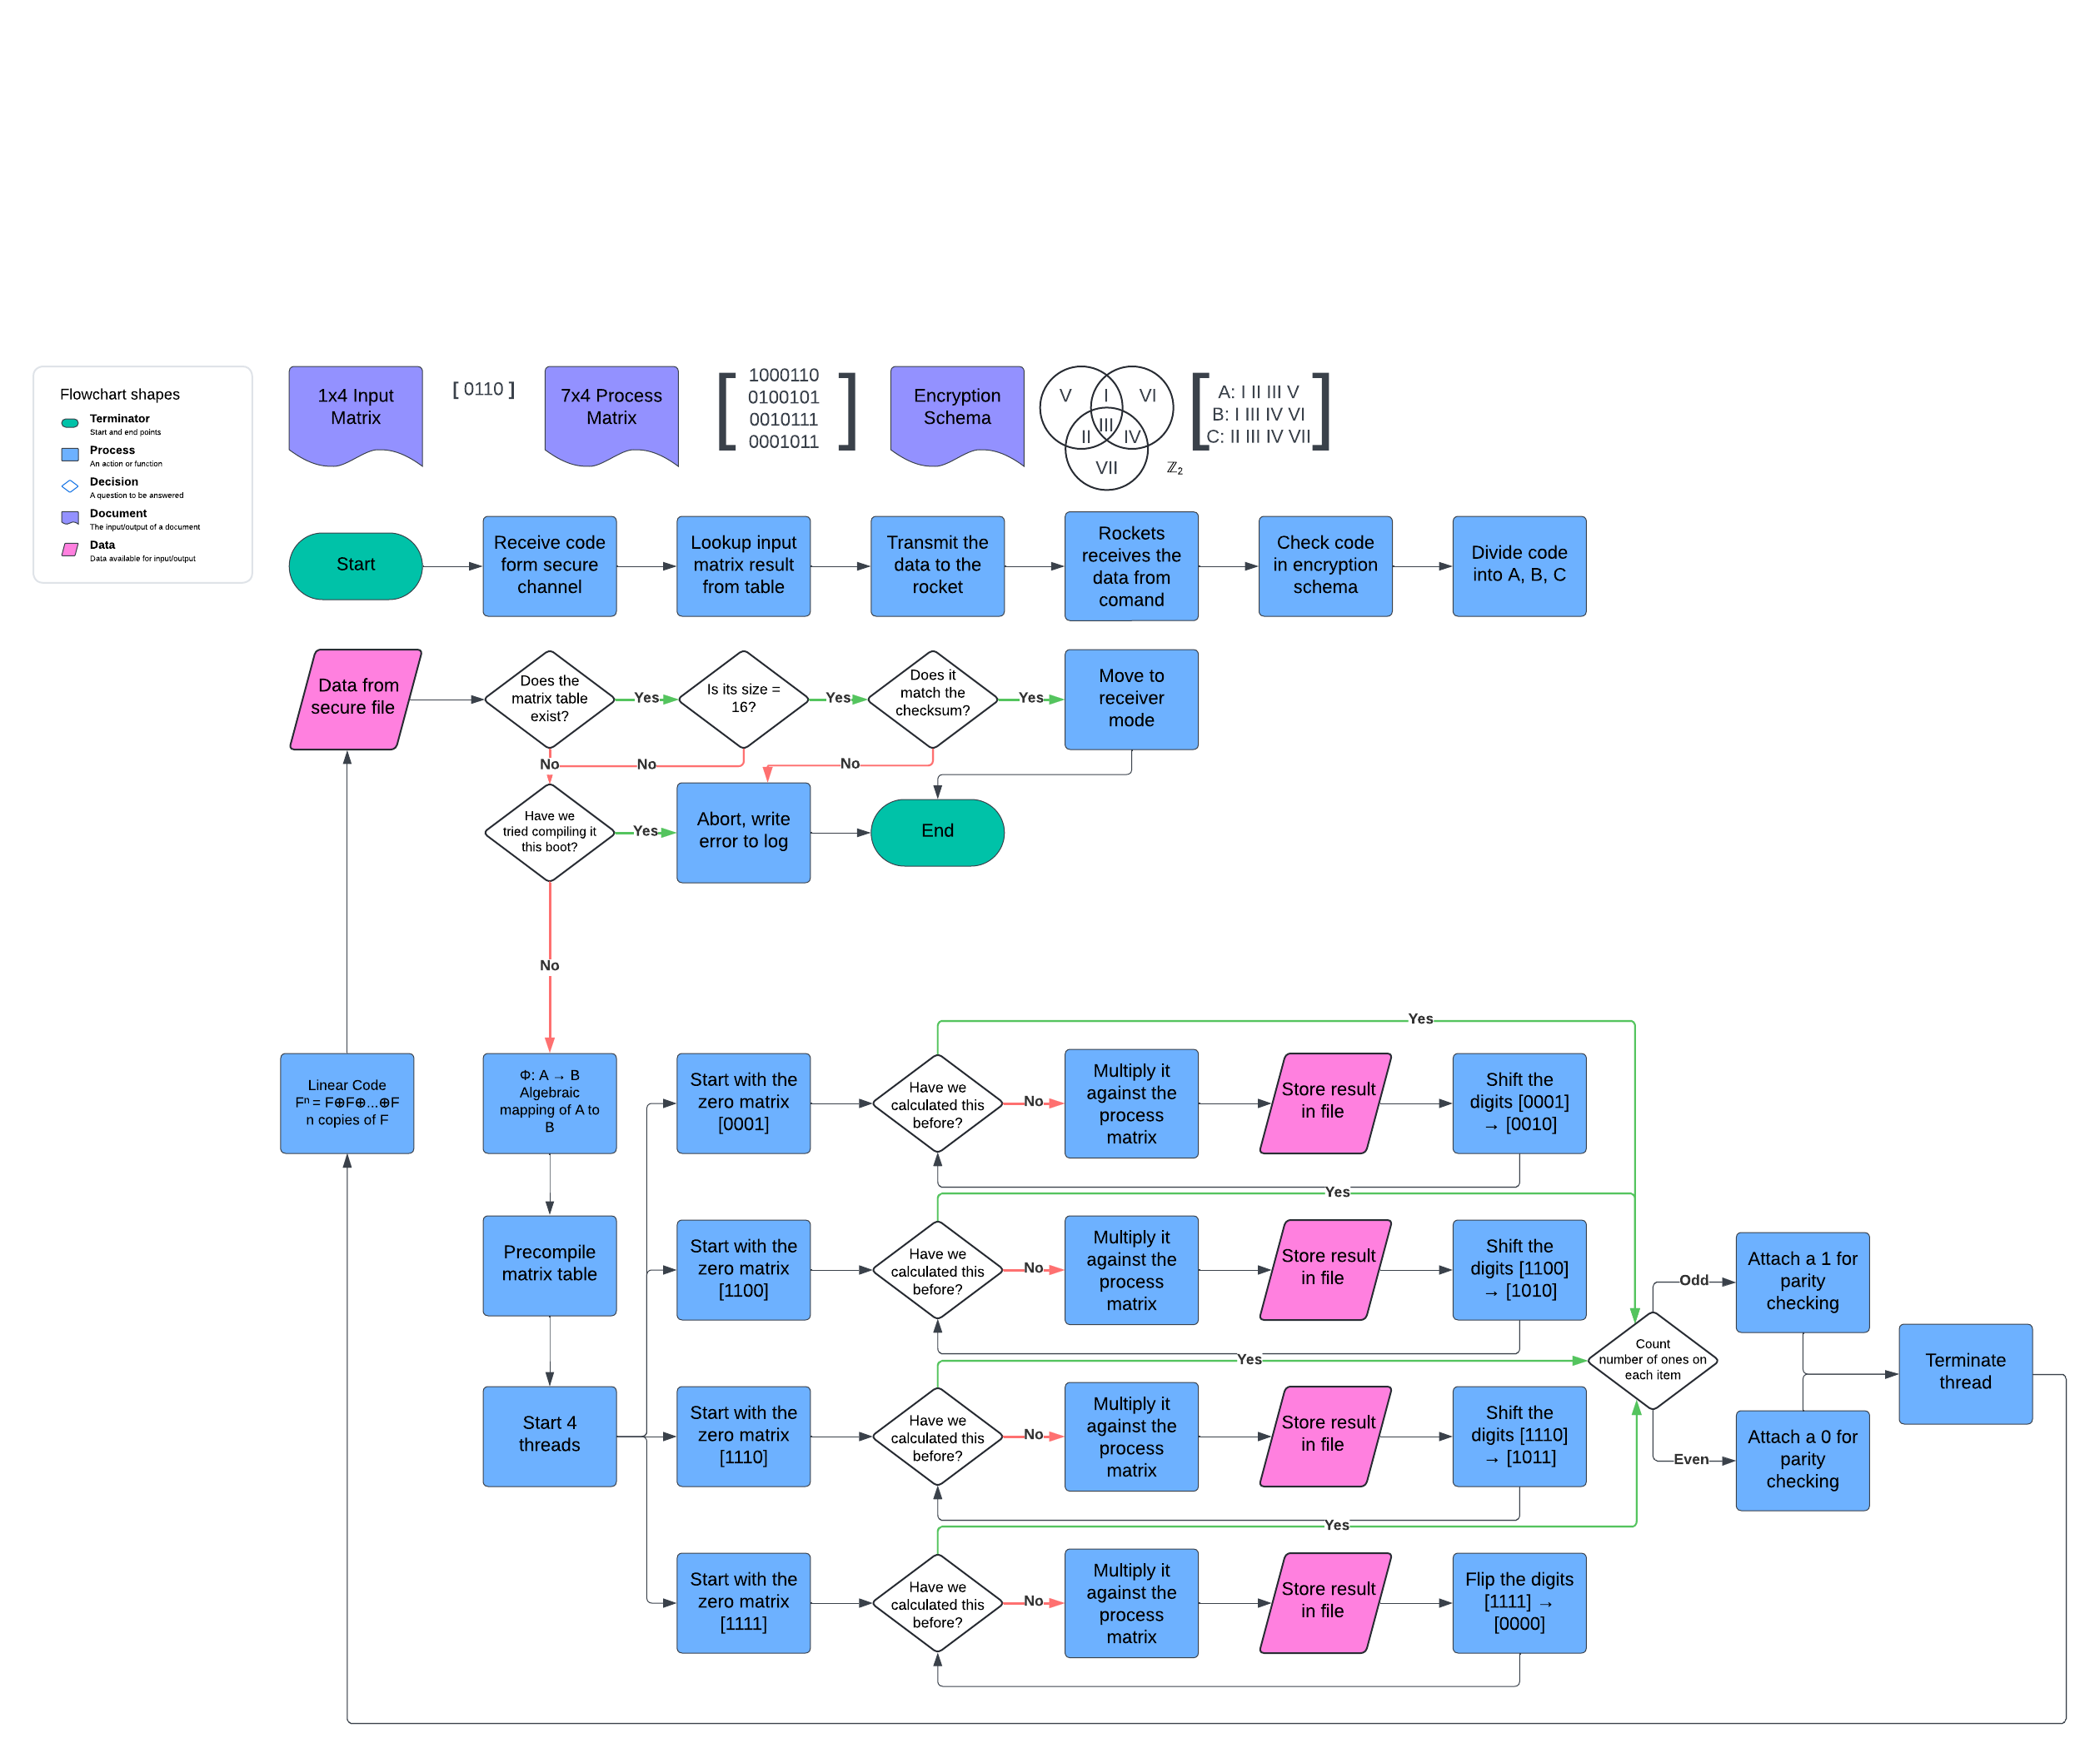 Flowchart shapes
Terminator
Start and end points
Process
An action or function
Decision
A question to be answered
Document
The input/output of a document
Data
Data available for input/output
1x4 Input
Matrix
[ 0110 ]
7x4 Process
Matrix
1000110
0100101
0010111
0001011
Encryption
Schema
V
I
VI
III
II
IV
VII
ℤ₂
A: I II III V
B: I III IV VI
C: II III IV VII
Start
Receive code
form secure
channel
Lookup input
matrix result
from table
Transmit the
data to the
rocket
Rockets
receives the
data from
comand
Check code
in encryption
schema
Divide code
into A, B, C
Data from
secure file
Does the
matrix table
exist?
Yes
Is its size =
16?
Yes
Does it
match the
checksum?
Yes
Move to
receiver
mode
No
No
No
Have we
tried compiling it
this boot?
Yes
Abort, write
error to log
End
No
Linear Code
Fⁿ = F⊕F⊕...⊕F
n copies of F
Φ: A → B
Algebraic
mapping of A to
B
Precompile
matrix table
Start 4
threads
Yes
Start with the
zero matrix
[0001]
Have we
calculated this
before?
No
Multiply it
against the
process
matrix
Store result
in file
Shift the
digits [0001]
→ [0010]
Yes
Start with the
zero matrix
[1100]
Have we
calculated this
before?
No
Multiply it
against the
process
matrix
Store result
in file
Shift the
digits [1100]
→ [1010]
Yes
Start with the
zero matrix
[1110]
Have we
calculated this
before?
No
Multiply it
against the
process
matrix
Store result
in file
Shift the
digits [1110]
→ [1011]
Yes
Start with the
zero matrix
[1111]
Have we
calculated this
before?
No
Multiply it
against the
process
matrix
Store result
in file
Flip the digits
[1111] →
[0000]
Count
number of ones on
each item
Odd
Attach a 1 for
parity
checking
Even
Attach a 0 for
parity
checking
Terminate
thread